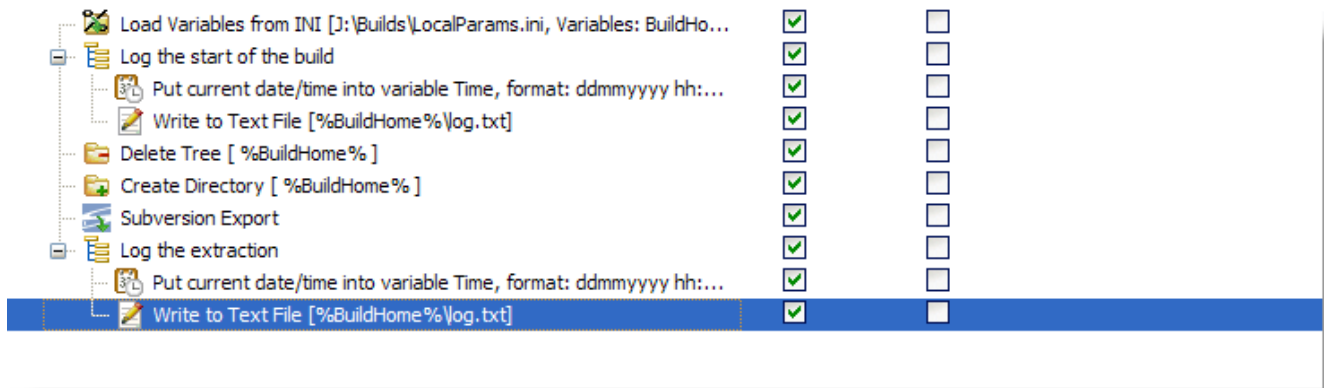 Load Variables from INI [J:\Builds\LocalParams.ini, Variables: BuildHo...
Log the start of the build
Put current date/time into variable Time, format: ddmmyyyy hh:...
Write to Text File [%BuildHome%\log.txt]
Delete Tree [ %BuildHome% ]
Create Directory [ %BuildHome% ]
Subversion Export
Log the extraction
Put current date/time into variable Time, format: ddmmyyyy hh:...
Write to Text File [%BuildHome%\log.txt]